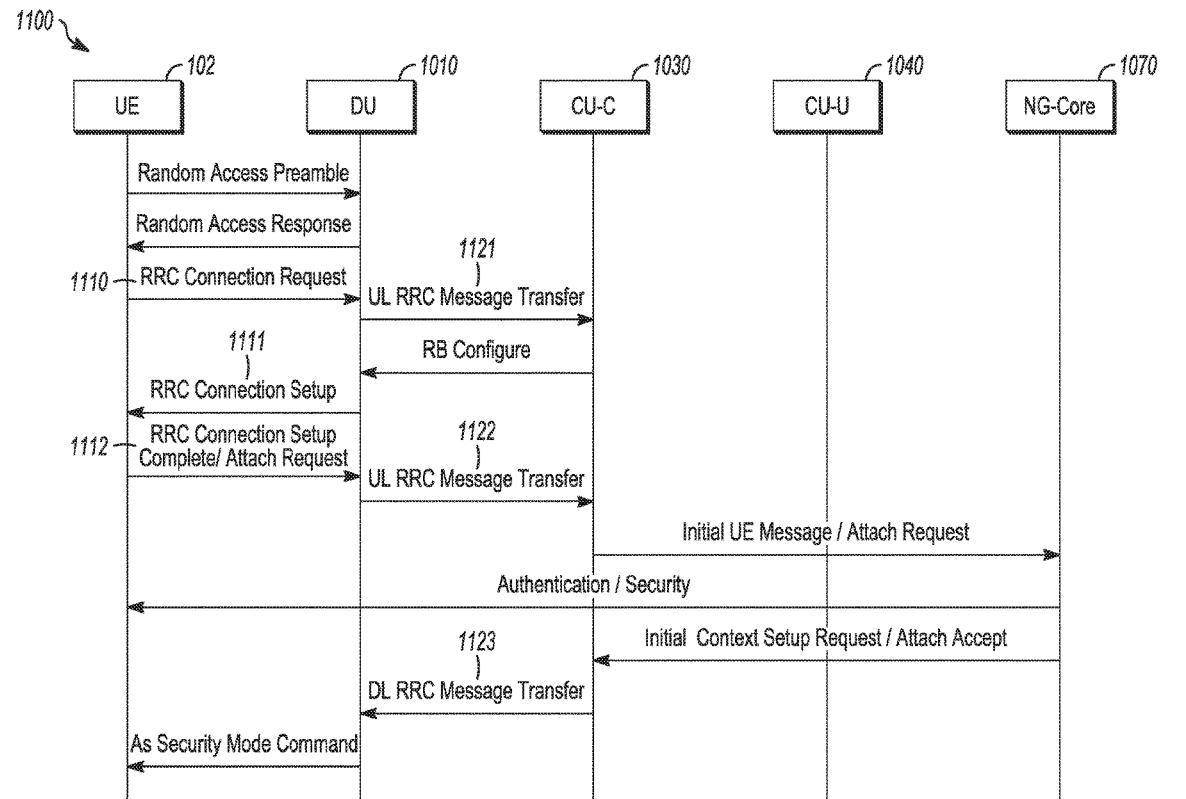 1100
102
1010
1030
1040
1070
UE
DU
CU-C
CU-U
NG-Core
Random Access Preamble
Random Access Response
1121
1110
RRC Connection Request
UL RRC Message Transfer
1111
RB Configure
RRC Connection Setup
1112
RRC Connection Setup
Complete/ Attach Request
1122
UL RRC Message Transfer
Initial UE Message / Attach Request
Authentication / Security
1123
Initial Context Setup Request / Attach Accept
DL RRC Message Transfer
As Security Mode Command